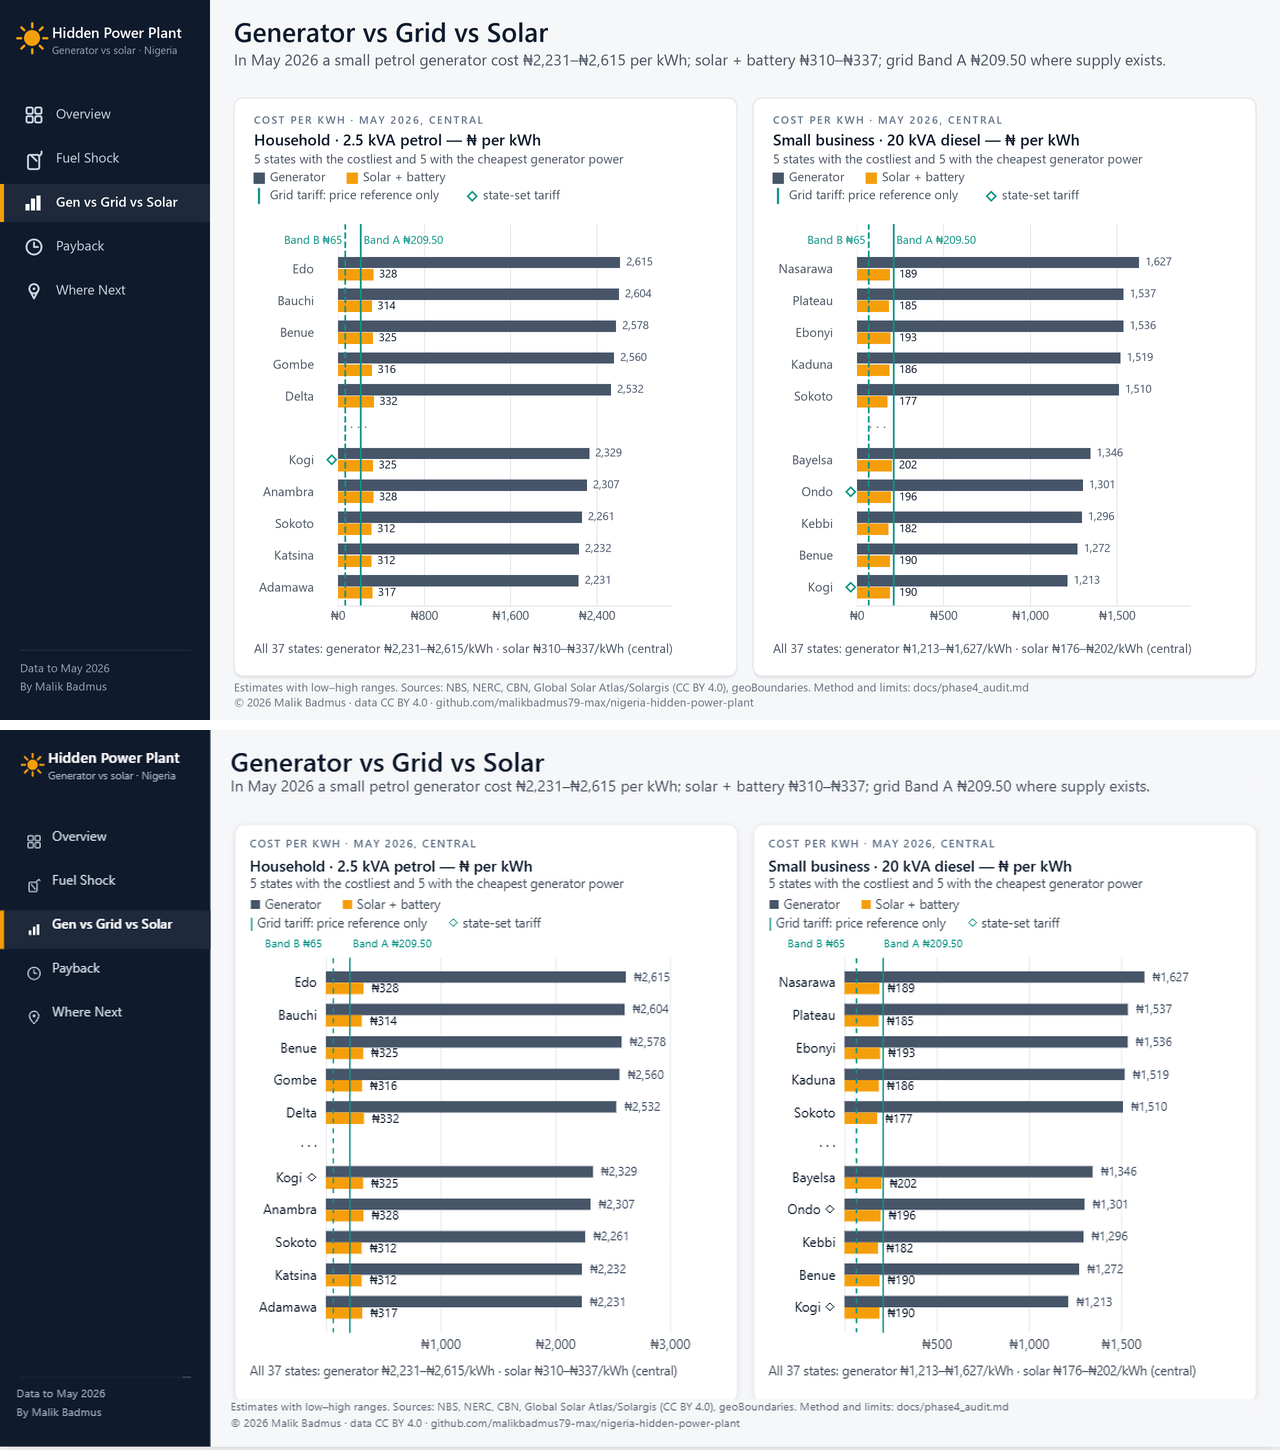 Hidden Power Plant
Generator vs solar · Nigeria
Overview
Fuel Shock
Gen vs Grid vs Solar
Payback
Where Next
Data to May 2026
By Malik Badmus
Generator vs Grid vs Solar
In May 2026 a small petrol generator cost ₦2,231–₦2,615 per kWh; solar + battery ₦310–₦337; grid Band A ₦209.50 where supply exists.
COST PER KWH · MAY 2026, CENTRAL
Household · 2.5 kVA petrol — ₦ per kWh
5 states with the costliest and 5 with the cheapest generator power
Generator Solar + battery
Grid tariff: price reference only state-set tariff
Band B ₦65 Band A ₦209.50
Edo 2,615
328
Bauchi 2,604
314
Benue 2,578
325
Gombe 2,560
316
Delta 2,532
332
. . .
Kogi 2,329
325
Anambra 2,307
328
Sokoto 2,261
312
Katsina 2,232
312
Adamawa 2,231
317
₦0 ₦800 ₦1,600 ₦2,400
All 37 states: generator ₦2,231–₦2,615/kWh · solar ₦310–₦337/kWh (central)
COST PER KWH · MAY 2026, CENTRAL
Small business · 20 kVA diesel — ₦ per kWh
5 states with the costliest and 5 with the cheapest generator power
Generator Solar + battery
Grid tariff: price reference only state-set tariff
Band B ₦65 Band A ₦209.50
Nasarawa 1,627
189
Plateau 1,537
185
Ebonyi 1,536
193
Kaduna 1,519
186
Sokoto 1,510
177
. . .
Bayelsa 1,346
202
Ondo 1,301
196
Kebbi 1,296
182
Benue 1,272
190
Kogi 1,213
190
₦0 ₦500 ₦1,000 ₦1,500
All 37 states: generator ₦1,213–₦1,627/kWh · solar ₦176–₦202/kWh (central)
Estimates with low–high ranges. Sources: NBS, NERC, CBN, Global Solar Atlas/Solargis (CC BY 4.0), geoBoundaries. Method and limits: docs/phase4_audit.md
© 2026 Malik Badmus · data CC BY 4.0 · github.com/malikbadmus79-max/nigeria-hidden-power-plant
Hidden Power Plant
Generator vs solar · Nigeria
Overview
Fuel Shock
Gen vs Grid vs Solar
Payback
Where Next
Data to May 2026
By Malik Badmus
Generator vs Grid vs Solar
In May 2026 a small petrol generator cost ₦2,231–₦2,615 per kWh; solar + battery ₦310–₦337; grid Band A ₦209.50 where supply exists.
COST PER KWH · MAY 2026, CENTRAL
Household · 2.5 kVA petrol — ₦ per kWh
5 states with the costliest and 5 with the cheapest generator power
Generator Solar + battery
Grid tariff: price reference only ◇ state-set tariff
Band B ₦65 Band A ₦209.50
Edo ₦2,615
₦328
Bauchi ₦2,604
₦314
Benue ₦2,578
₦325
Gombe ₦2,560
₦316
Delta ₦2,532
₦332
. . .
Kogi ◇ ₦2,329
₦325
Anambra ₦2,307
₦328
Sokoto ₦2,261
₦312
Katsina ₦2,232
₦312
Adamawa ₦2,231
₦317
₦1,000 ₦2,000 ₦3,000
All 37 states: generator ₦2,231–₦2,615/kWh · solar ₦310–₦337/kWh (central)
COST PER KWH · MAY 2026, CENTRAL
Small business · 20 kVA diesel — ₦ per kWh
5 states with the costliest and 5 with the cheapest generator power
Generator Solar + battery
Grid tariff: price reference only ◇ state-set tariff
Band B ₦65 Band A ₦209.50
Nasarawa ₦1,627
₦189
Plateau ₦1,537
₦185
Ebonyi ₦1,536
₦193
Kaduna ₦1,519
₦186
Sokoto ₦1,510
₦177
. . .
Bayelsa ₦1,346
₦202
Ondo ◇ ₦1,301
₦196
Kebbi ₦1,296
₦182
Benue ₦1,272
₦190
Kogi ◇ ₦1,213
₦190
₦500 ₦1,000 ₦1,500
All 37 states: generator ₦1,213–₦1,627/kWh · solar ₦176–₦202/kWh (central)
Estimates with low–high ranges. Sources: NBS, NERC, CBN, Global Solar Atlas/Solargis (CC BY 4.0), geoBoundaries. Method and limits: docs/phase4_audit.md
© 2026 Malik Badmus · data CC BY 4.0 · github.com/malikbadmus79-max/nigeria-hidden-power-plant